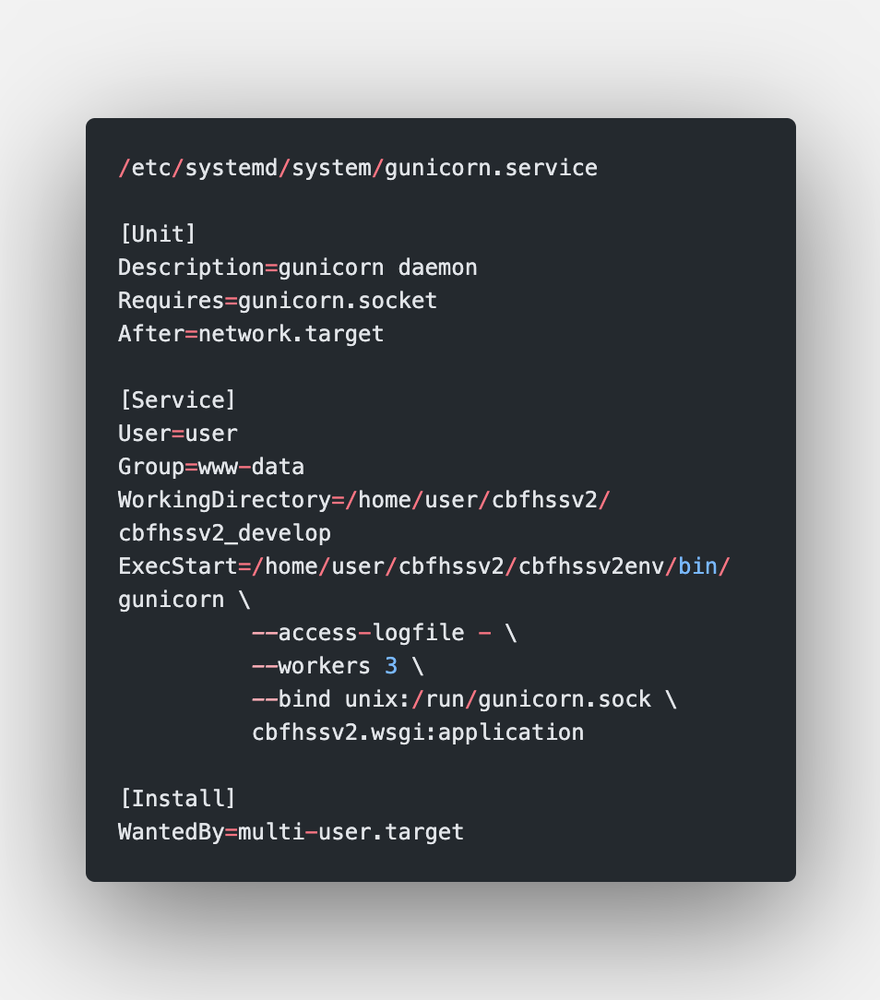 /etc/systemd/system/gunicorn.service

[Unit]
Description=gunicorn daemon
Requires=gunicorn.socket
After=network.target

[Service]
User=user
Group=www-data
WorkingDirectory=/home/user/cbfhssv2/
cbfhssv2_develop
ExecStart=/home/user/cbfhssv2/cbfhssv2env/bin/
gunicorn \
          --access-logfile - \
          --workers 3 \
          --bind unix:/run/gunicorn.sock \
          cbfhssv2.wsgi:application

[Install]
WantedBy=multi-user.target